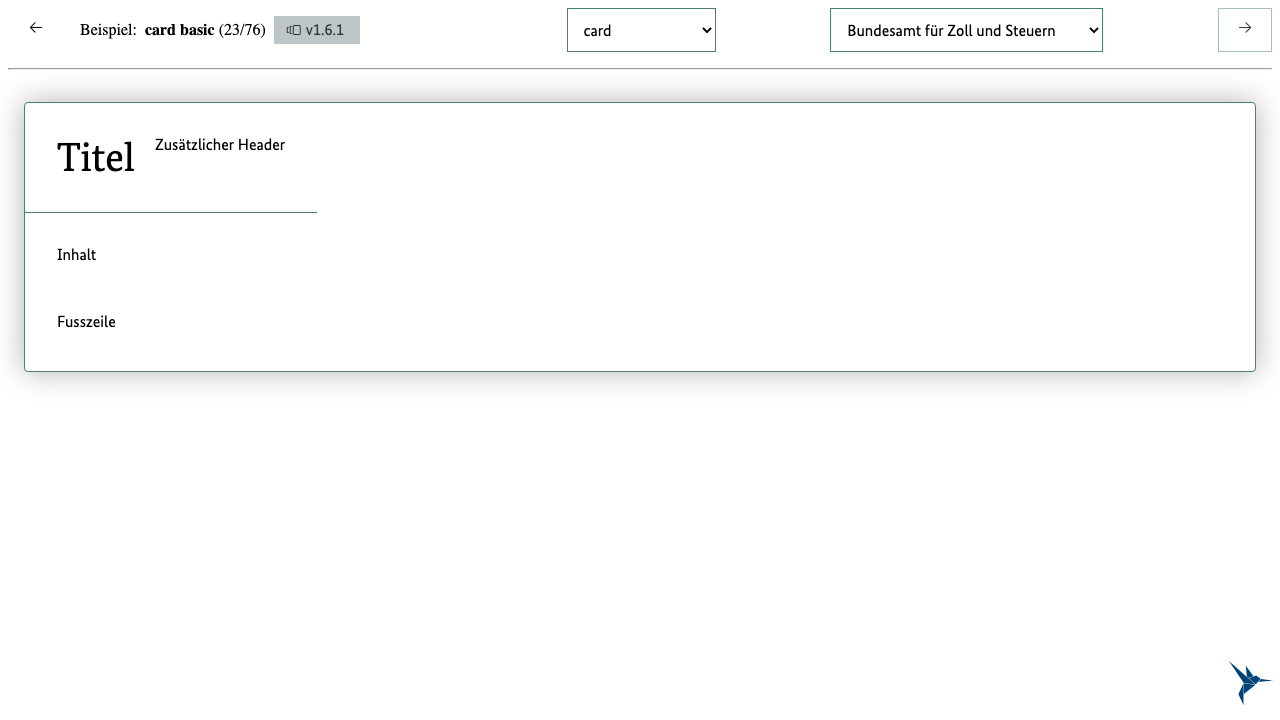 Beispiel: card basic (23/76) v1.6.1 card Bundesamt für Zoll und Steuern
Titel Zusätzlicher Header
Inhalt
Fusszeile